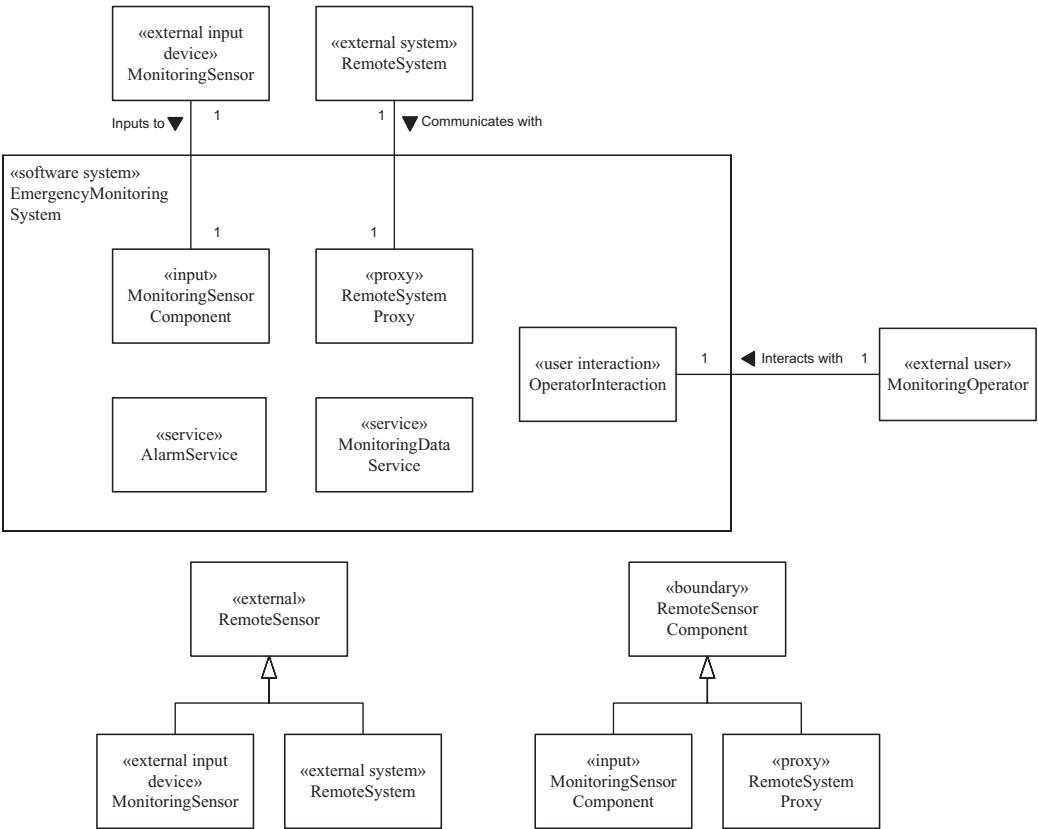 «external input
device»
MonitoringSensor
«external system»
RemoteSystem
Inputs to
1
1
Communicates with
«software system»
EmergencyMonitoring
System
1
1
«input»
MonitoringSensor
Component
«proxy»
RemoteSystem
Proxy
«user interaction»
OperatorInteraction
1
Interacts with
1
«external user»
MonitoringOperator
«service»
AlarmService
«service»
MonitoringData
Service
«external»
RemoteSensor
«boundary»
RemoteSensor
Component
«external input
device»
MonitoringSensor
«external system»
RemoteSystem
«input»
MonitoringSensor
Component
«proxy»
RemoteSystem
Proxy